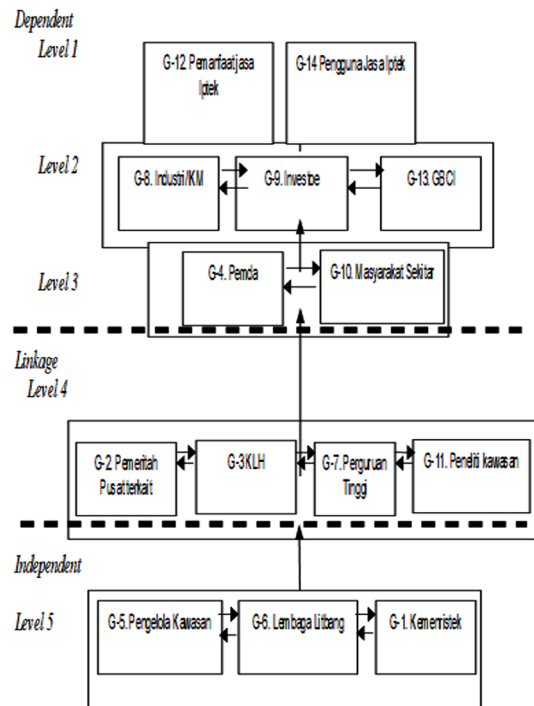 Dependent
Level 1
G-12. Pemanfaat jasa
Iptek
G-14 Pengguna Jasa Iptek
Level 2
G-8. Industri/KM
G-9. Investoe
G-13. GBCI
Level 3
G-4. Pemda
G-10. Masyarakat Sekitar
Linkage
Level 4
G-2 Pemeritah
Pusat terkait
G-3 KLH
G-7. Perguruan
Tinggi
G-11. Peneliti kawasan
Independent
Level 5
G-5. Pengelola Kawasan
G-6. Lembaga Litbang
G-1. Kemenristek